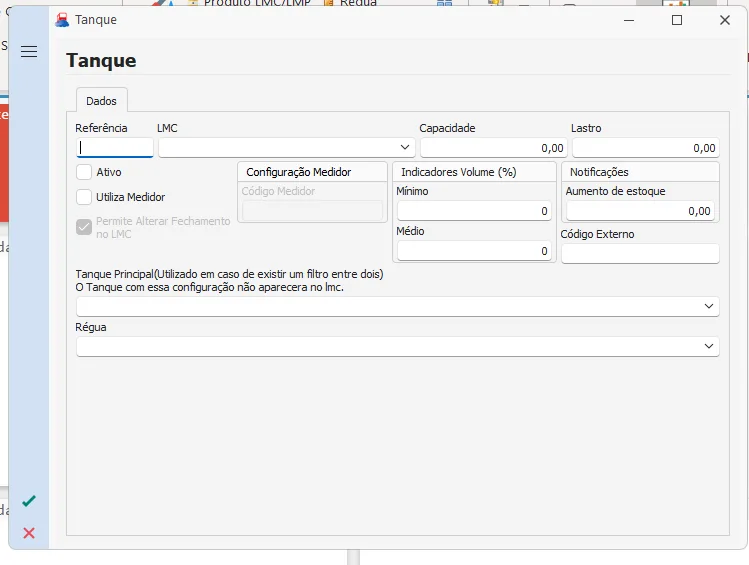 Produto LMC/LMP
Régua
Tanque
Tanque
Dados
Referência
LMC
Capacidade
Lastro
0,00
0,00
Ativo
Utiliza Medidor
Permite Alterar Fechamento
no LMC
Configuração Medidor
Código Medidor
Indicadores Volume (%)
Mínimo
0
Médio
0
Notificações
Aumento de estoque
0,00
Código Externo
Tanque Principal(Utilizado em caso de existir um filtro entre dois)
O Tanque com essa configuração não aparecera no lmc.
Régua